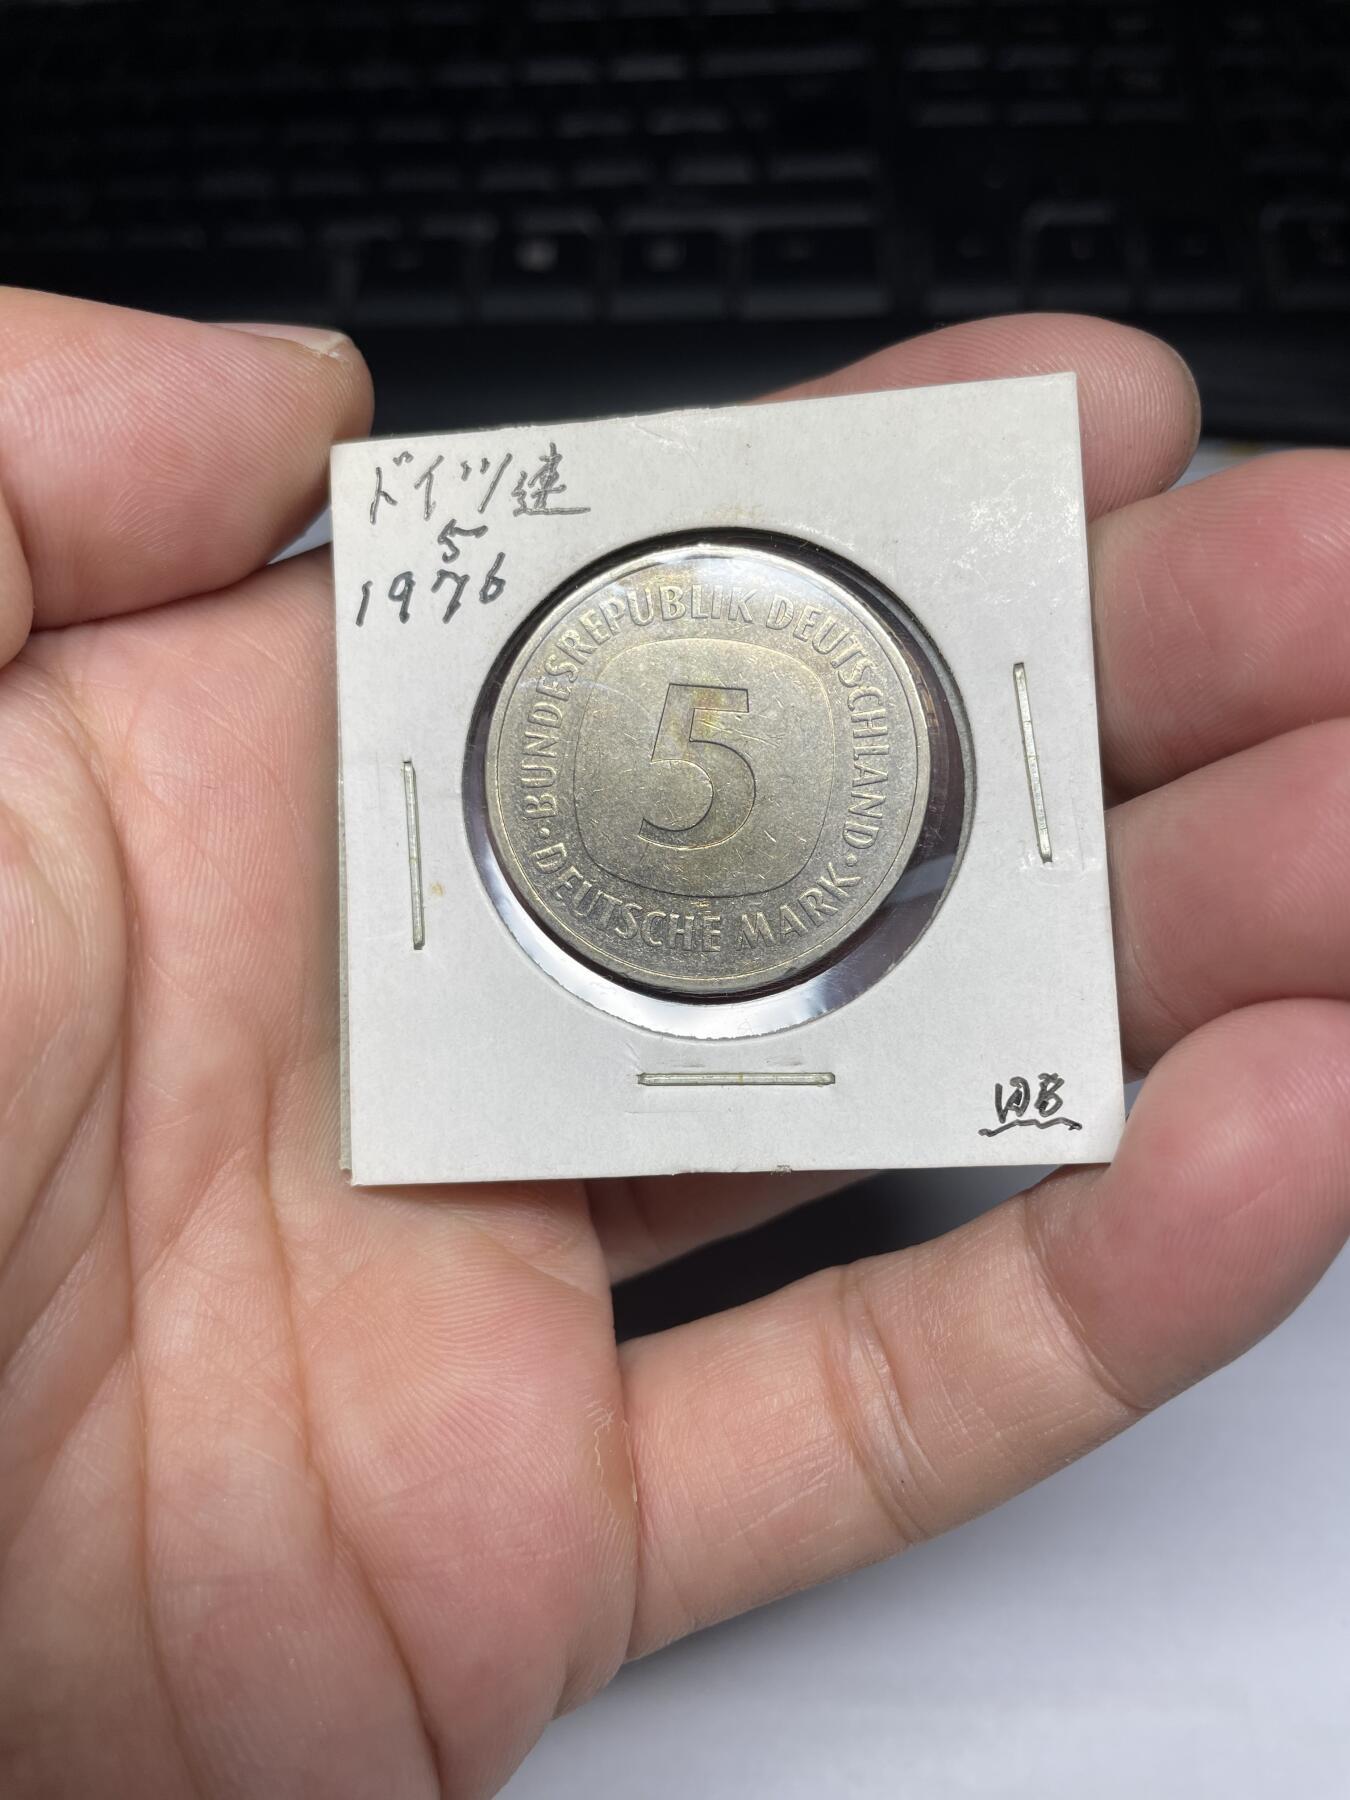 ドイツ連
5
1976
·BUNDESREPUBLIK DEUTSCHLAND·
5
DEUTSCHE MARK